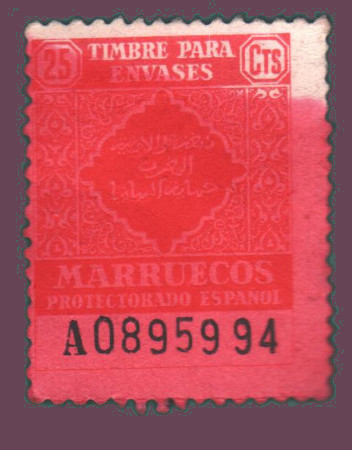 25 TIMBRE PARA CTS
ENVASES
MARRUECOS
PROTECTORADO ESPAÑOL
A0895994